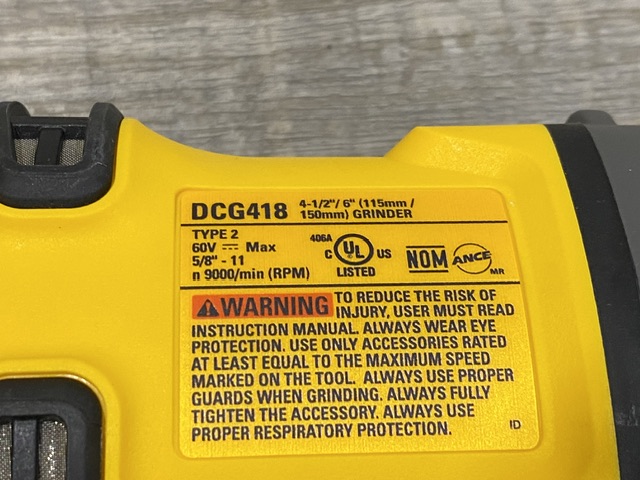 DCG418 4-1/2"/ 6" (115mm /
150mm) GRINDER
TYPE 2
60V ⎓ Max
5/8" - 11
n 9000/min (RPM)
406A
C UL US
LISTED
NOM ANCE
MR
WARNING TO REDUCE THE RISK OF
INJURY, USER MUST READ
INSTRUCTION MANUAL. ALWAYS WEAR EYE
PROTECTION. USE ONLY ACCESSORIES RATED
AT LEAST EQUAL TO THE MAXIMUM SPEED
MARKED ON THE TOOL. ALWAYS USE PROPER
GUARDS WHEN GRINDING. ALWAYS FULLY
TIGHTEN THE ACCESSORY. ALWAYS USE
PROPER RESPIRATORY PROTECTION.
ID